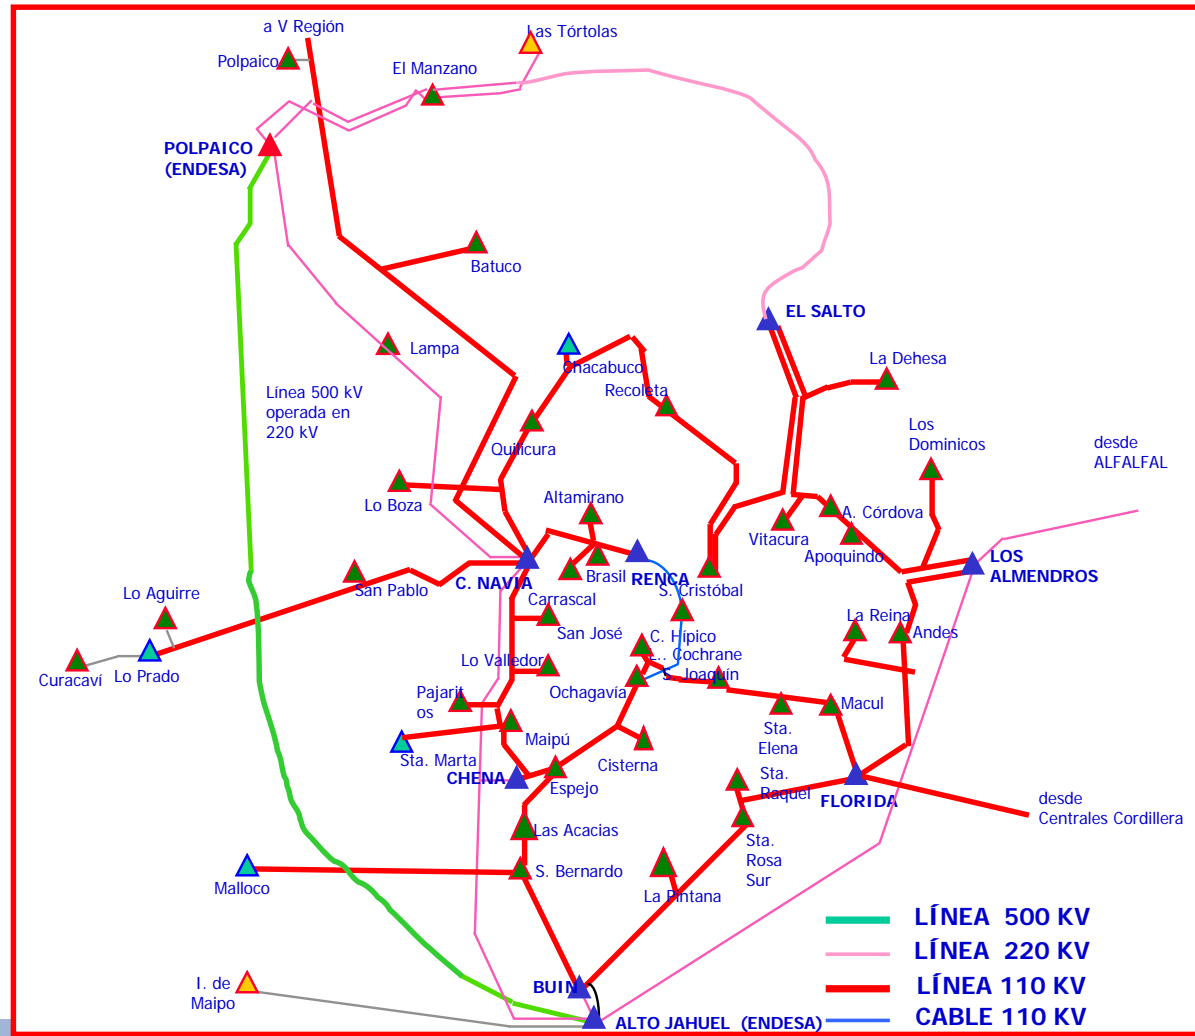 a V Región
Las Tórtolas
Polpaico
El Manzano
POLPAICO
(ENDESA)
Batuco
EL SALTO
Lampa
Chacabuco
La Dehesa
Línea 500 kV
operada en
220 kV
Recoleta
Los
Dominicos
desde
ALFALFAL
Quilicura
Lo Boza
Altamirano
A. Córdova
Vitacura
Apoquindo
LOS
ALMENDROS
C. NAVIA
Brasil
RENCA
S. Cristóbal
San Pablo
Carrascal
Lo Aguirre
San José
La Reina
Andes
C. Hípico
L.. Cochrane
S. Joaquín
Lo Valledor
Ochagavía
Curacaví
Lo Prado
Pajarit
os
Macul
Sta.
Elena
Maipú
Sta. Marta
Cisterna
CHENA
Espejo
Sta.
Raquel
FLORIDA
desde
Centrales Cordillera
Las Acacias
Sta.
Rosa
Sur
Malloco
S. Bernardo
La Pintana
LÍNEA 500 KV
LÍNEA 220 KV
LÍNEA 110 KV
CABLE 110 KV
I. de
Maipo
BUIN
ALTO JAHUEL (ENDESA)